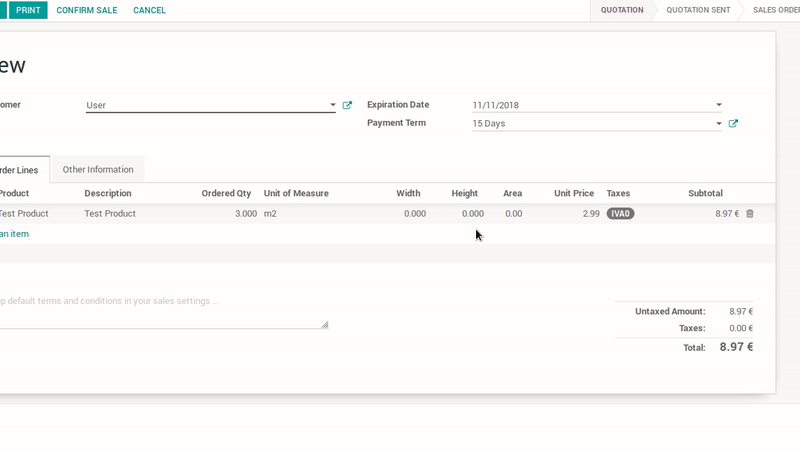 PRINT CONFIRM SALE CANCEL QUOTATION QUOTATION SENT SALES ORDER
ew
omer User Expiration Date 11/11/2018
Payment Term 15 Days
rder Lines Other Information
Product Description Ordered Qty Unit of Measure Width Height Area Unit Price Taxes Subtotal
Test Product Test Product 3.000 m2 0.000 0.000 0.00 2.99 IVA0 8.97 €
an item
p default terms and conditions in your sales settings ...
Untaxed Amount: 8.97 €
Taxes: 0.00 €
Total: 8.97 €